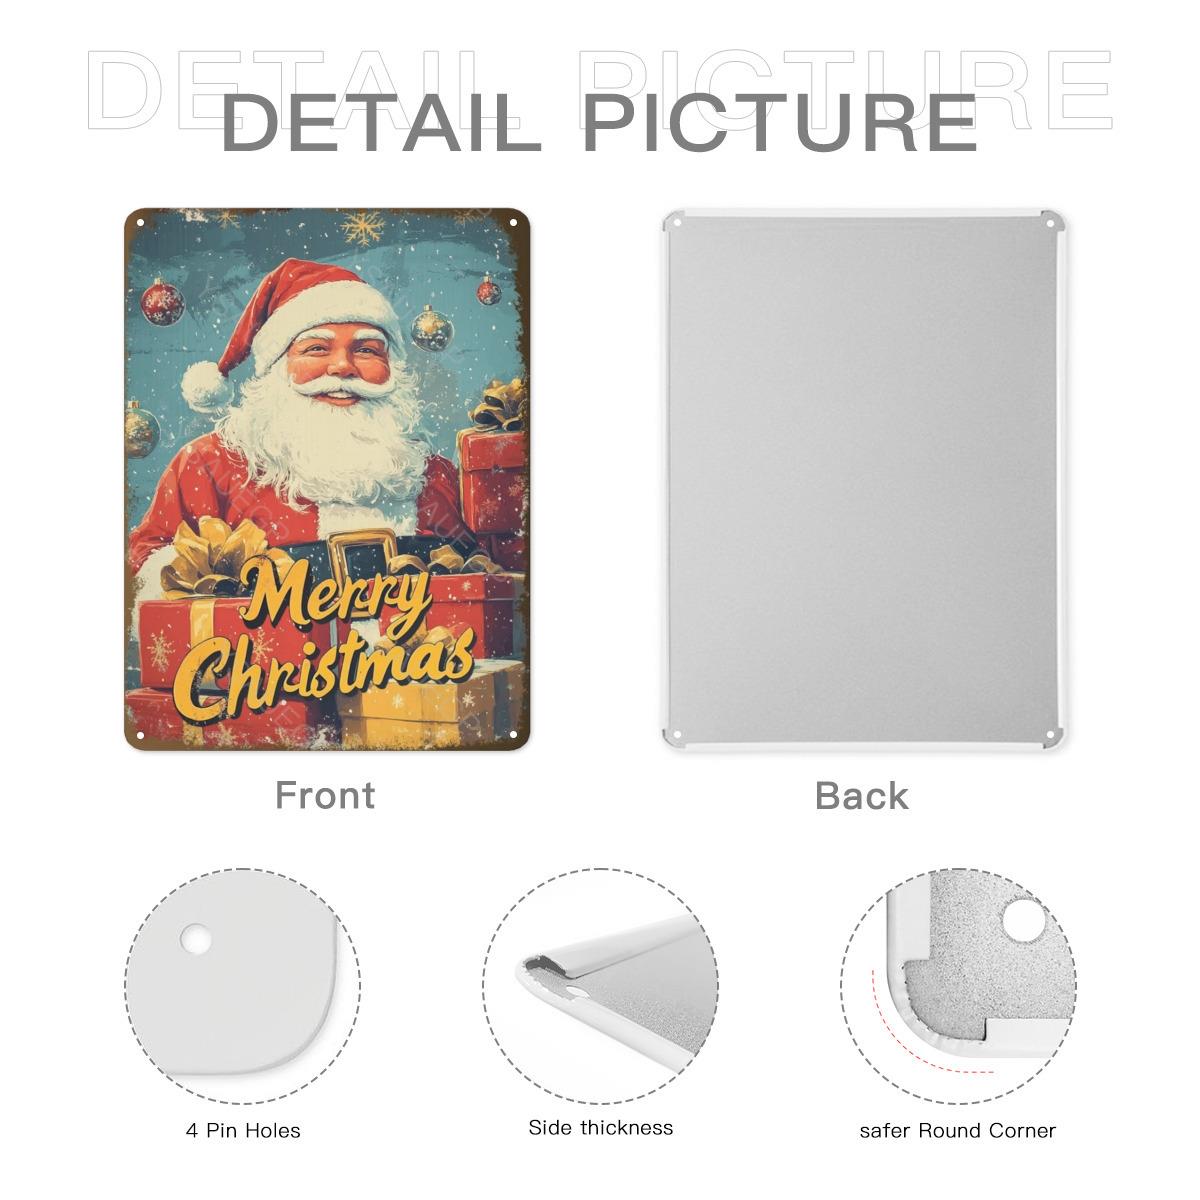 DETAIL PICTURE
DETAIL PICTURE
Merry
Christmas
Front
Back
4 Pin Holes
Side thickness
safer Round Corner